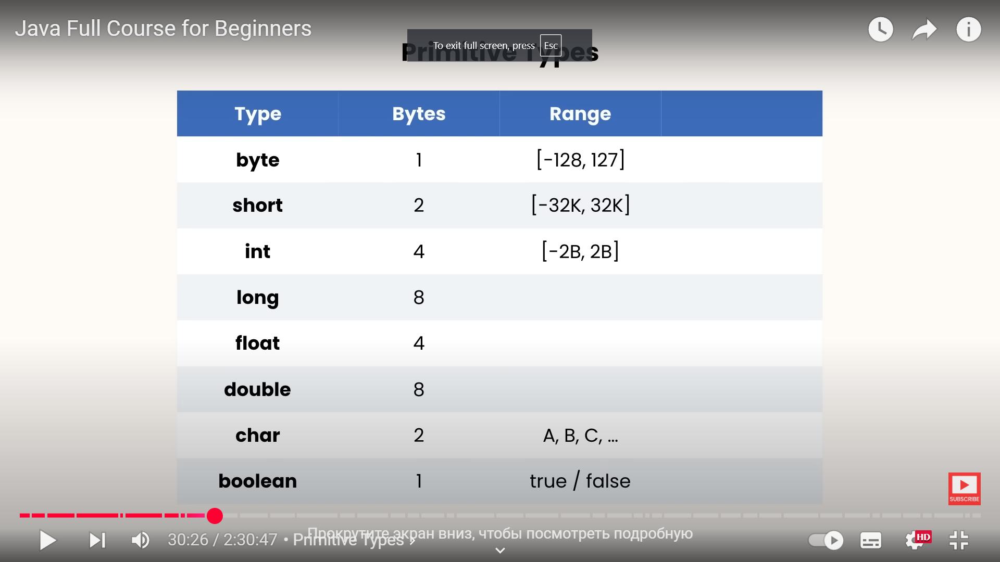 Java Full Course for Beginners
To exit full screen, press Esc
Primitive Types
Type Bytes Range
byte 1 [-128, 127]
short 2 [-32K, 32K]
int 4 [-2B, 2B]
long 8
float 4
double 8
char 2 A, B, C, ...
boolean 1 true / false
SUBSCRIBE
Прокрутите экран вниз, чтобы посмотреть подробную
30:26 / 2:30:47 • Primitive Types >
HD